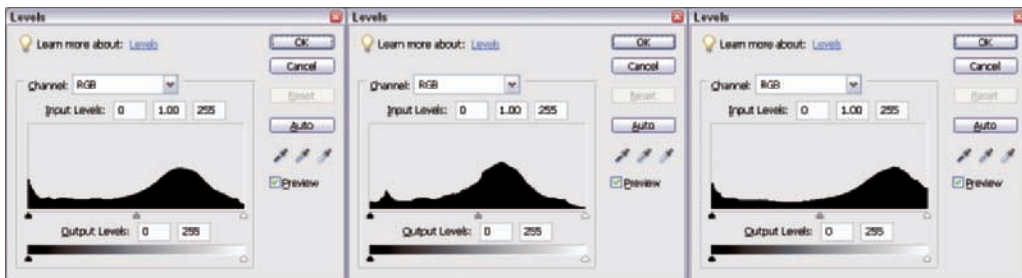 Levels
Learn more about: Levels
OK
Cancel
Channel: RGB
Reset
Input Levels: 0 1.00 255
Auto
Preview
Output Levels: 0 255
Levels
Learn more about: Levels
OK
Cancel
Channel: RGB
Reset
Input Levels: 0 1.00 255
Auto
Preview
Output Levels: 0 255
Levels
Learn more about: Levels
OK
Cancel
Channel: RGB
Reset
Input Levels: 0 1.00 255
Auto
Preview
Output Levels: 0 255